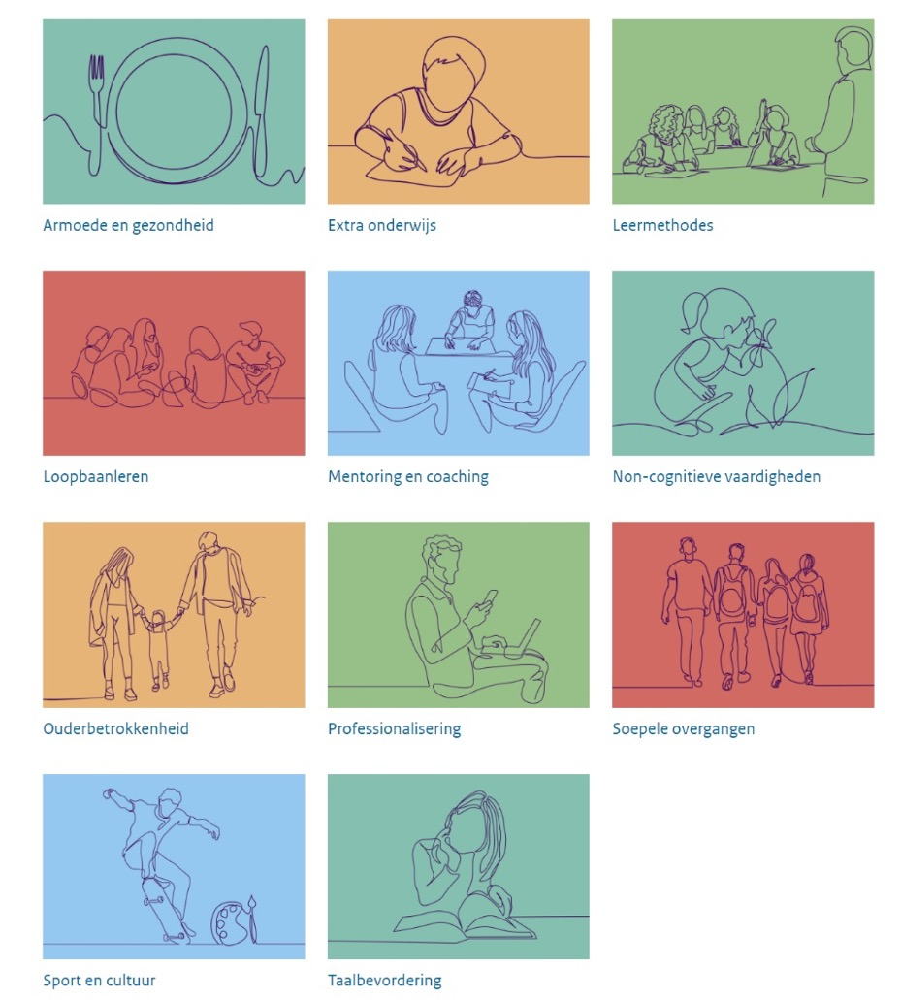 Armoede en gezondheid
Extra onderwijs
Leermethodes
Loopbaanleren
Mentoring en coaching
Non-cognitieve vaardigheden
Ouderbetrokkenheid
Professionalisering
Soepele overgangen
Sport en cultuur
Taalbevordering